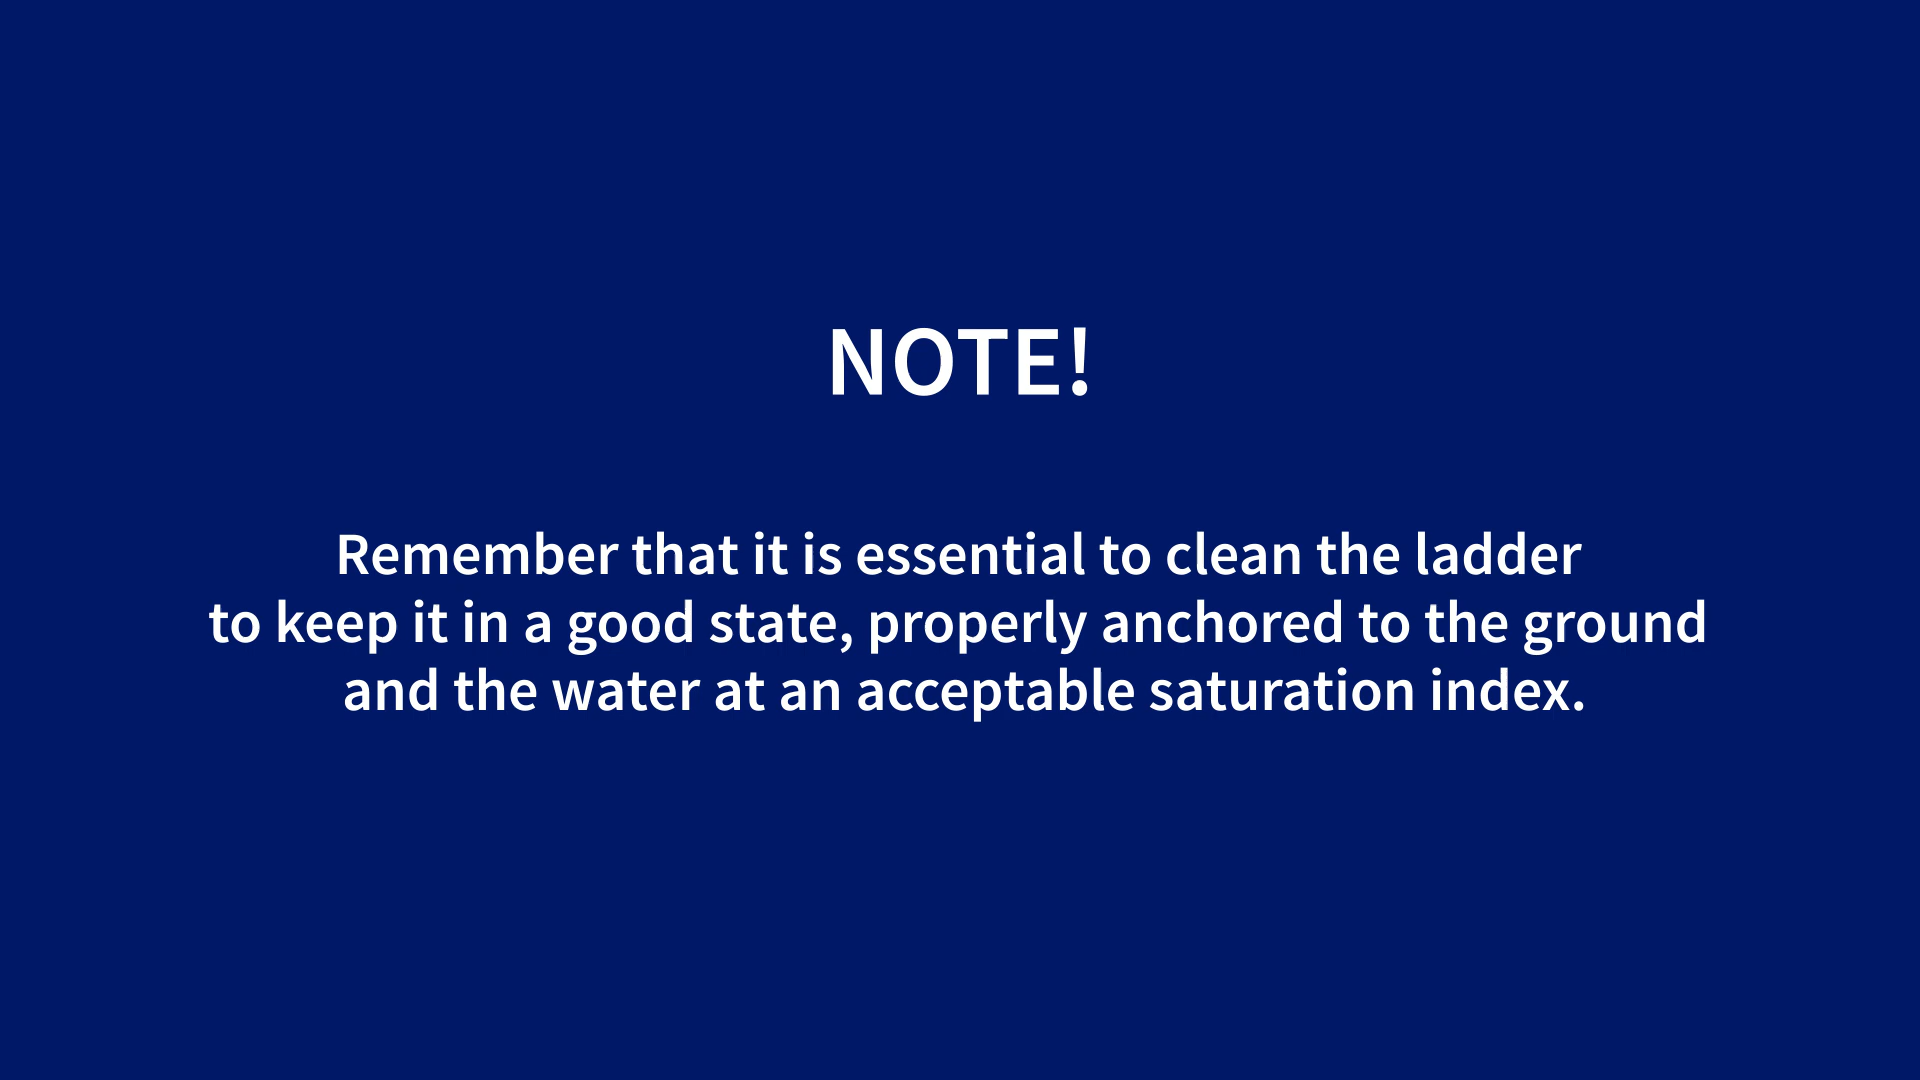 NOTE!
Remember that it is essential to clean the ladder
to keep it in a good state, properly anchored to the ground
and the water at an acceptable saturation index.